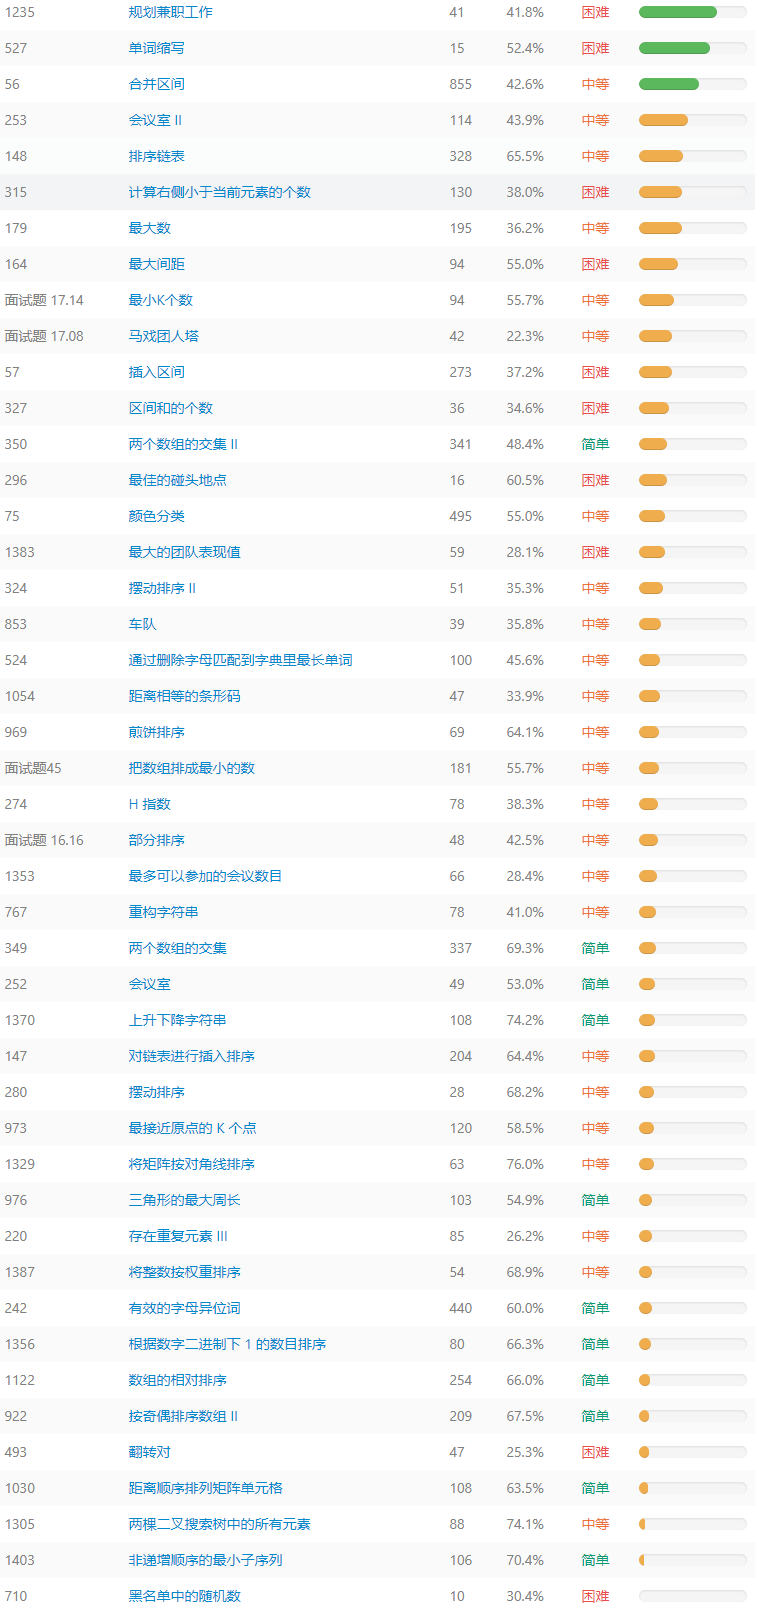 1235 规划兼职工作 41 41.8% 困难
527 单词缩写 15 52.4% 困难
56 合并区间 855 42.6% 中等
253 会议室 II 114 43.9% 中等
148 排序链表 328 65.5% 中等
315 计算右侧小于当前元素的个数 130 38.0% 困难
179 最大数 195 36.2% 中等
164 最大间距 94 55.0% 困难
面试题 17.14 最小K个数 94 55.7% 中等
面试题 17.08 马戏团人塔 42 22.3% 中等
57 插入区间 273 37.2% 困难
327 区间和的个数 36 34.6% 困难
350 两个数组的交集 II 341 48.4% 简单
296 最佳的碰头地点 16 60.5% 困难
75 颜色分类 495 55.0% 中等
1383 最大的团队表现值 59 28.1% 困难
324 摆动排序 II 51 35.3% 中等
853 车队 39 35.8% 中等
524 通过删除字母匹配到字典里最长单词 100 45.6% 中等
1054 距离相等的条形码 47 33.9% 中等
969 煎饼排序 69 64.1% 中等
面试题45 把数组排成最小的数 181 55.7% 中等
274 H 指数 78 38.3% 中等
面试题 16.16 部分排序 48 42.5% 中等
1353 最多可以参加的会议数目 66 28.4% 中等
767 重构字符串 78 41.0% 中等
349 两个数组的交集 337 69.3% 简单
252 会议室 49 53.0% 简单
1370 上升下降字符串 108 74.2% 简单
147 对链表进行插入排序 204 64.4% 中等
280 摆动排序 28 68.2% 中等
973 最接近原点的 K 个点 120 58.5% 中等
1329 将矩阵按对角线排序 63 76.0% 中等
976 三角形的最大周长 103 54.9% 简单
220 存在重复元素 III 85 26.2% 中等
1387 将整数按权重排序 54 68.9% 中等
242 有效的字母异位词 440 60.0% 简单
1356 根据数字二进制下 1 的数目排序 80 66.3% 简单
1122 数组的相对排序 254 66.0% 简单
922 按奇偶排序数组 II 209 67.5% 简单
493 翻转对 47 25.3% 困难
1030 距离顺序排列矩阵单元格 108 63.5% 简单
1305 两棵二叉搜索树中的所有元素 88 74.1% 中等
1403 非递增顺序的最小子序列 106 70.4% 简单
710 黑名单中的随机数 10 30.4% 困难